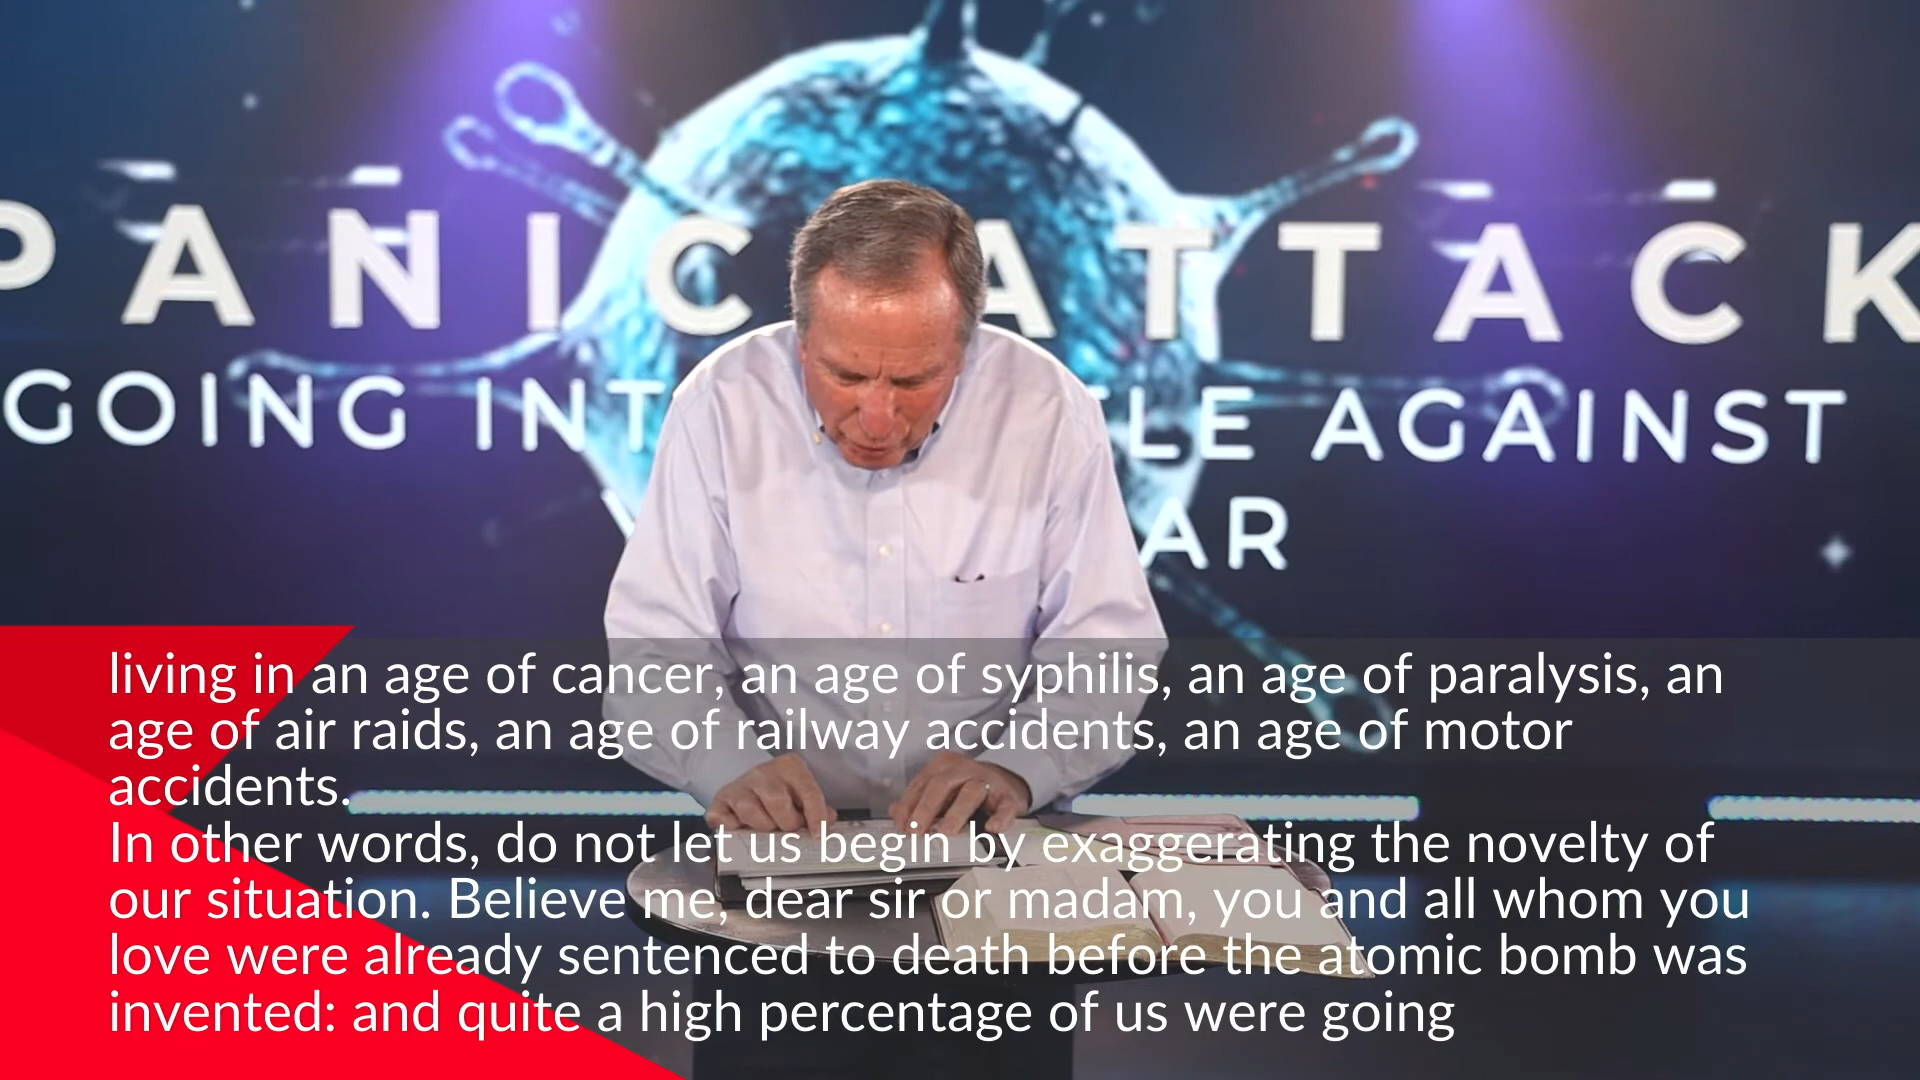 PANIC ATTACK
GOING INT LE AGAINST
AR
living in an age of cancer, an age of syphilis, an age of paralysis, an
age of air raids, an age of railway accidents, an age of motor
accidents.
In other words, do not let us begin by exaggerating the novelty of
our situation. Believe me, dear sir or madam, you and all whom you
love were already sentenced to death before the atomic bomb was
invented: and quite a high percentage of us were going